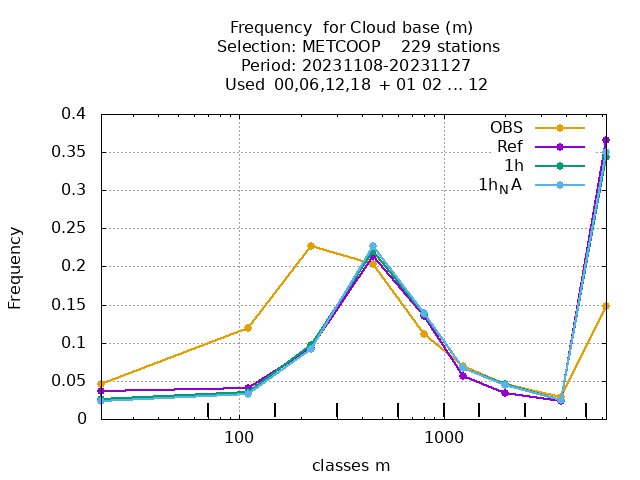 Frequency  for Cloud base (m)
Selection: METCOOP    229 stations
Period: 20231108-20231127
Used  00,06,12,18 + 01 02 ... 12
0.4
0.35
0.3
0.25
0.2
0.15
0.1
0.05
0
Frequency
OBS
Ref
1h
1h_NA
100 1000
classes m